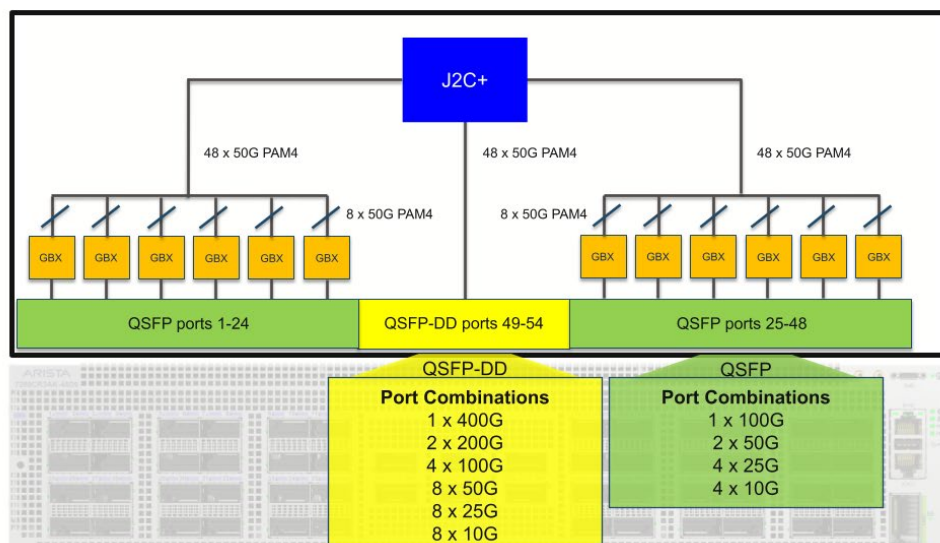 J2C+
48 x 50G PAM4
48 x 50G PAM4
48 x 50G PAM4
8 x 50G PAM4
8 x 50G PAM4
GBX
GBX
GBX
GBX
GBX
GBX
GBX
GBX
GBX
GBX
GBX
GBX
QSFP ports 1-24
QSFP-DD ports 49-54
QSFP ports 25-48
ARISTA
QSFP-DD
Port Combinations
1 x 400G
2 x 200G
4 x 100G
8 x 50G
8 x 25G
8 x 10G
QSFP
Port Combinations
1 x 100G
2 x 50G
4 x 25G
4 x 10G